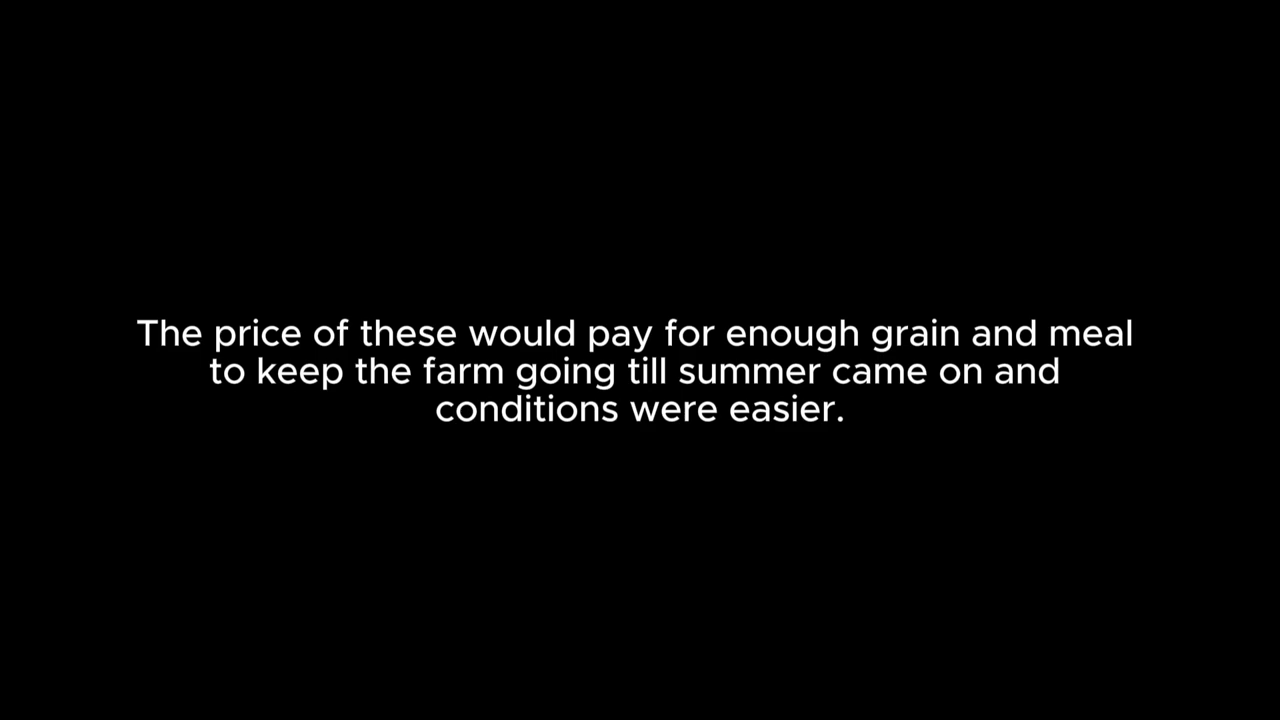 The price of these would pay for enough grain and meal
to keep the farm going till summer came on and
conditions were easier.